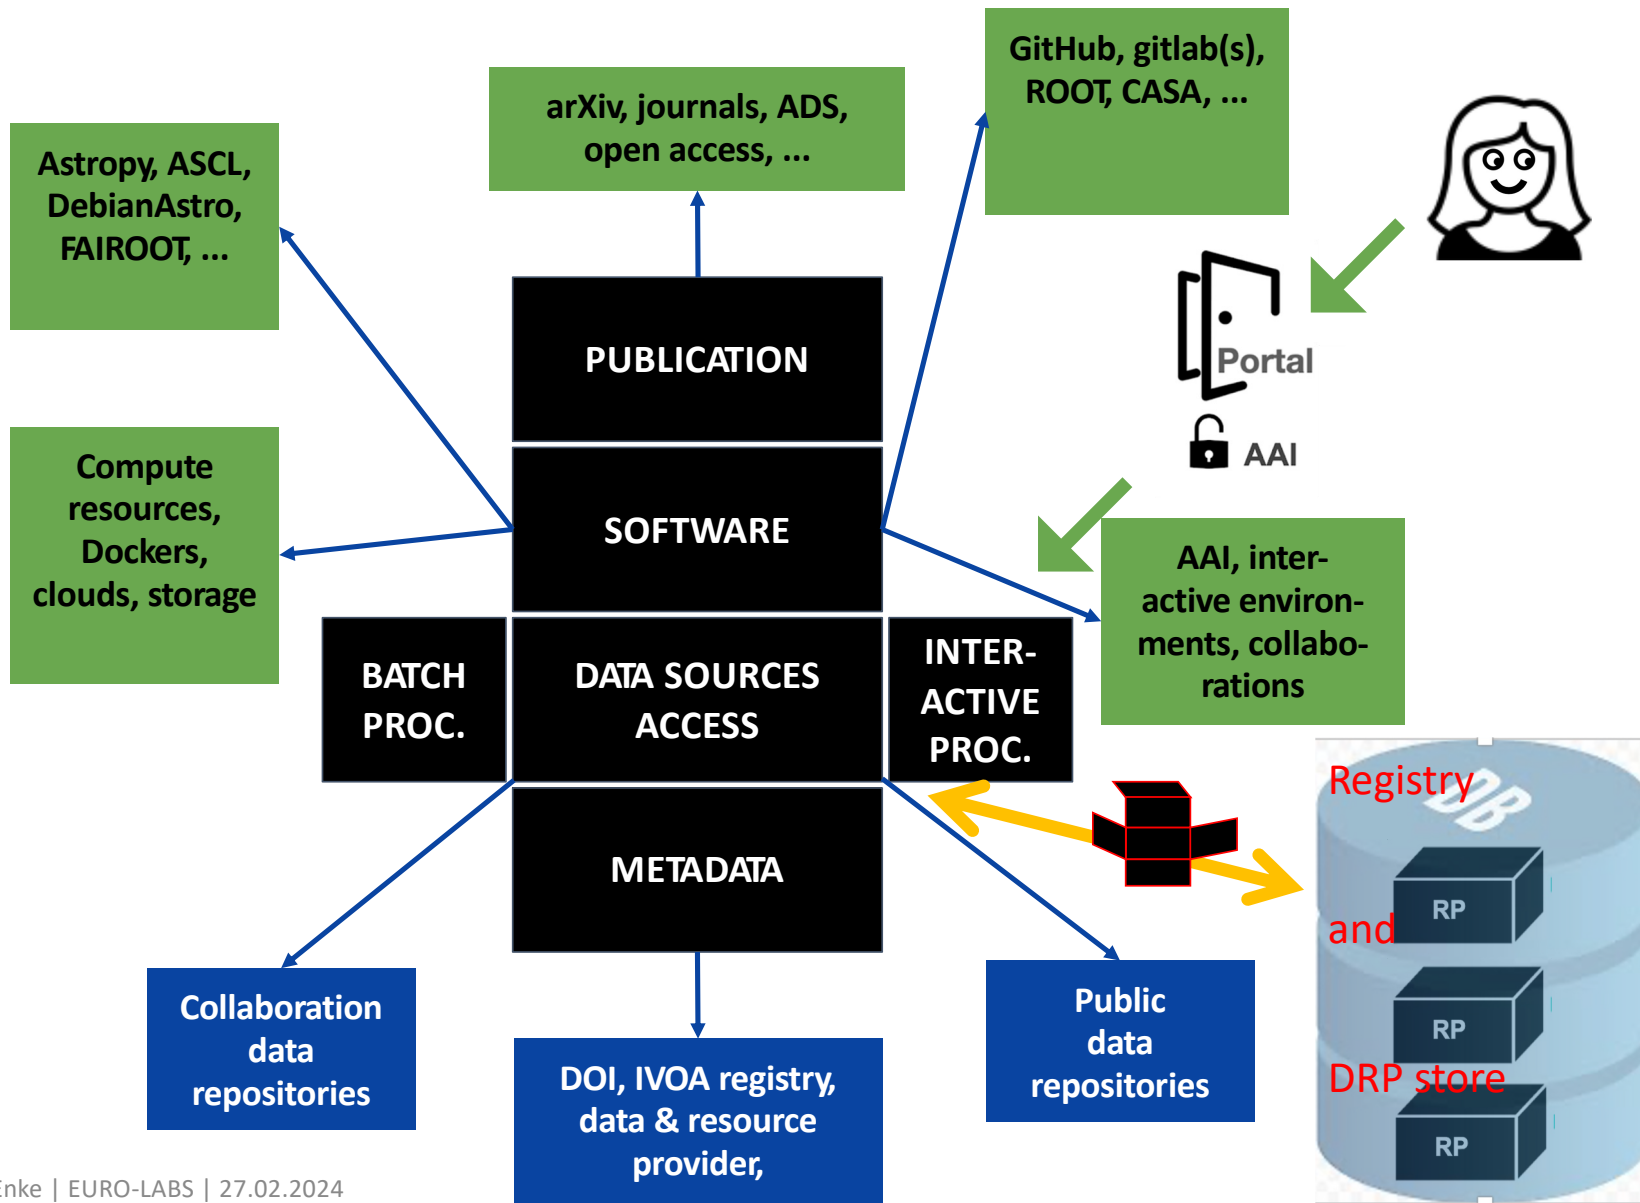 GitHub, gitlab(s),
ROOT, CASA, ...
arXiv, journals, ADS,
open access, ...
Astropy, ASCL,
DebianAstro,
FAIROOT, ...
PUBLICATION
Portal
AAI
Compute
resources,
Dockers,
clouds, storage
SOFTWARE
AAI, inter-
active environ-
ments, collabo-
rations
BATCH
PROC.
DATA SOURCES
ACCESS
INTER-
ACTIVE
PROC.
METADATA
Registry
DB
RP
and
RP
DRP store
RP
Collaboration
data
repositories
DOI, IVOA registry,
data & resource
provider,
Public
data
repositories
Enke | EURO-LABS | 27.02.2024